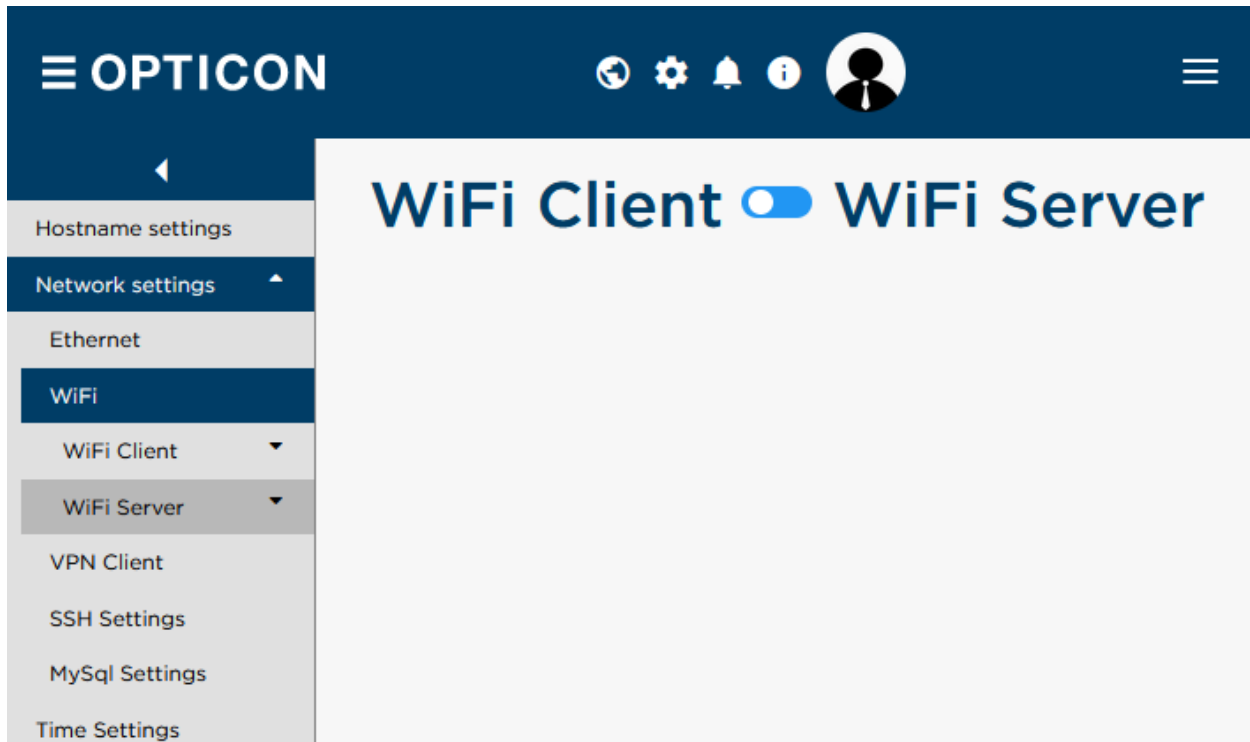 OPTICON
WiFi Client WiFi Server
Hostname settings
Network settings
Ethernet
WiFi
WiFi Client
WiFi Server
VPN Client
SSH Settings
MySql Settings
Time Settings